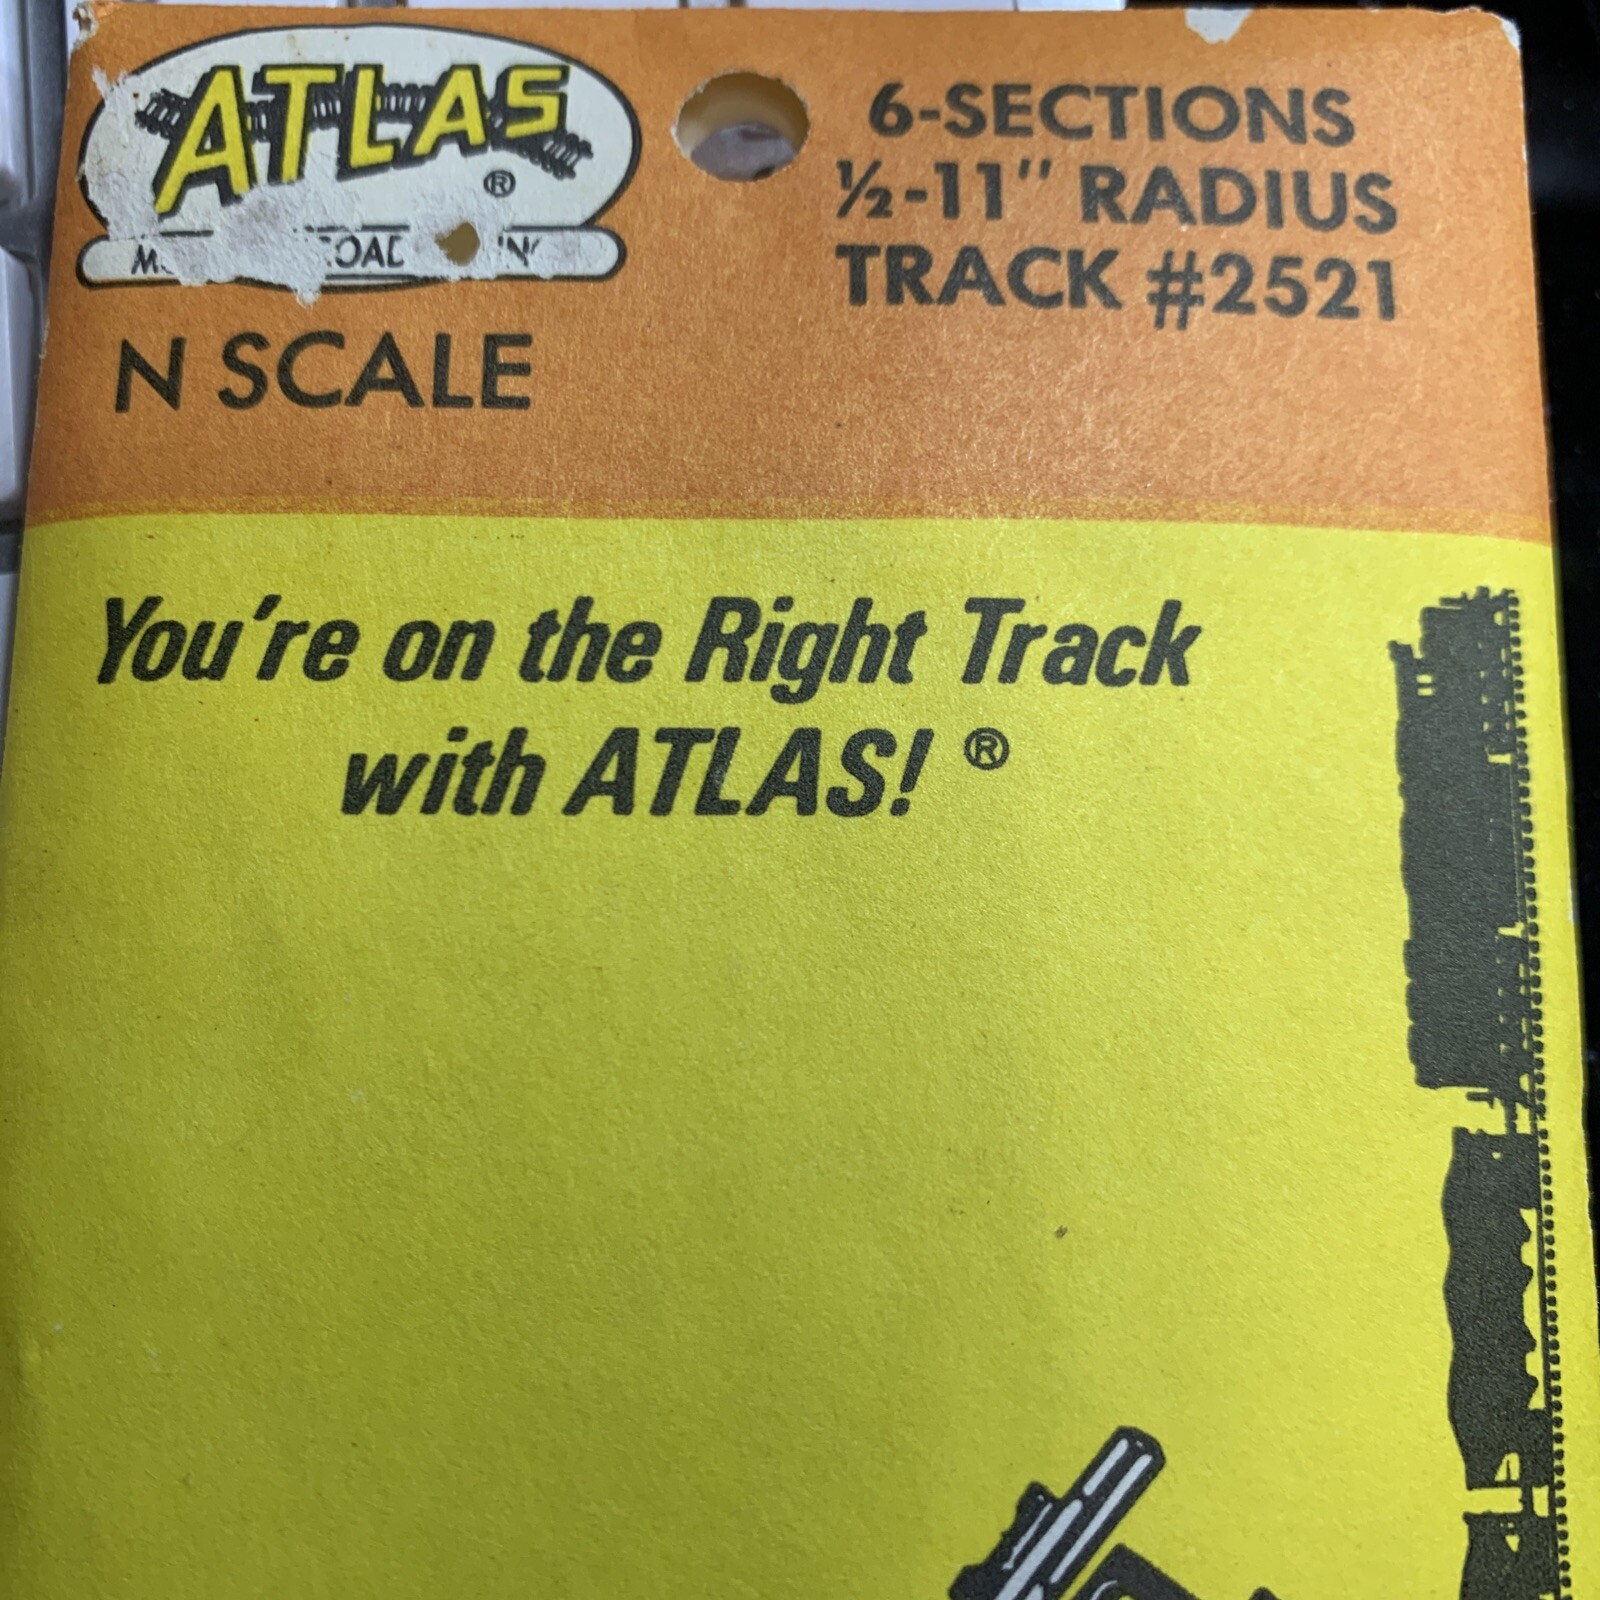 ATLAS ®
N SCALE
6-SECTIONS
½-11" RADIUS
TRACK #2521
You're on the Right Track
with ATLAS! ®